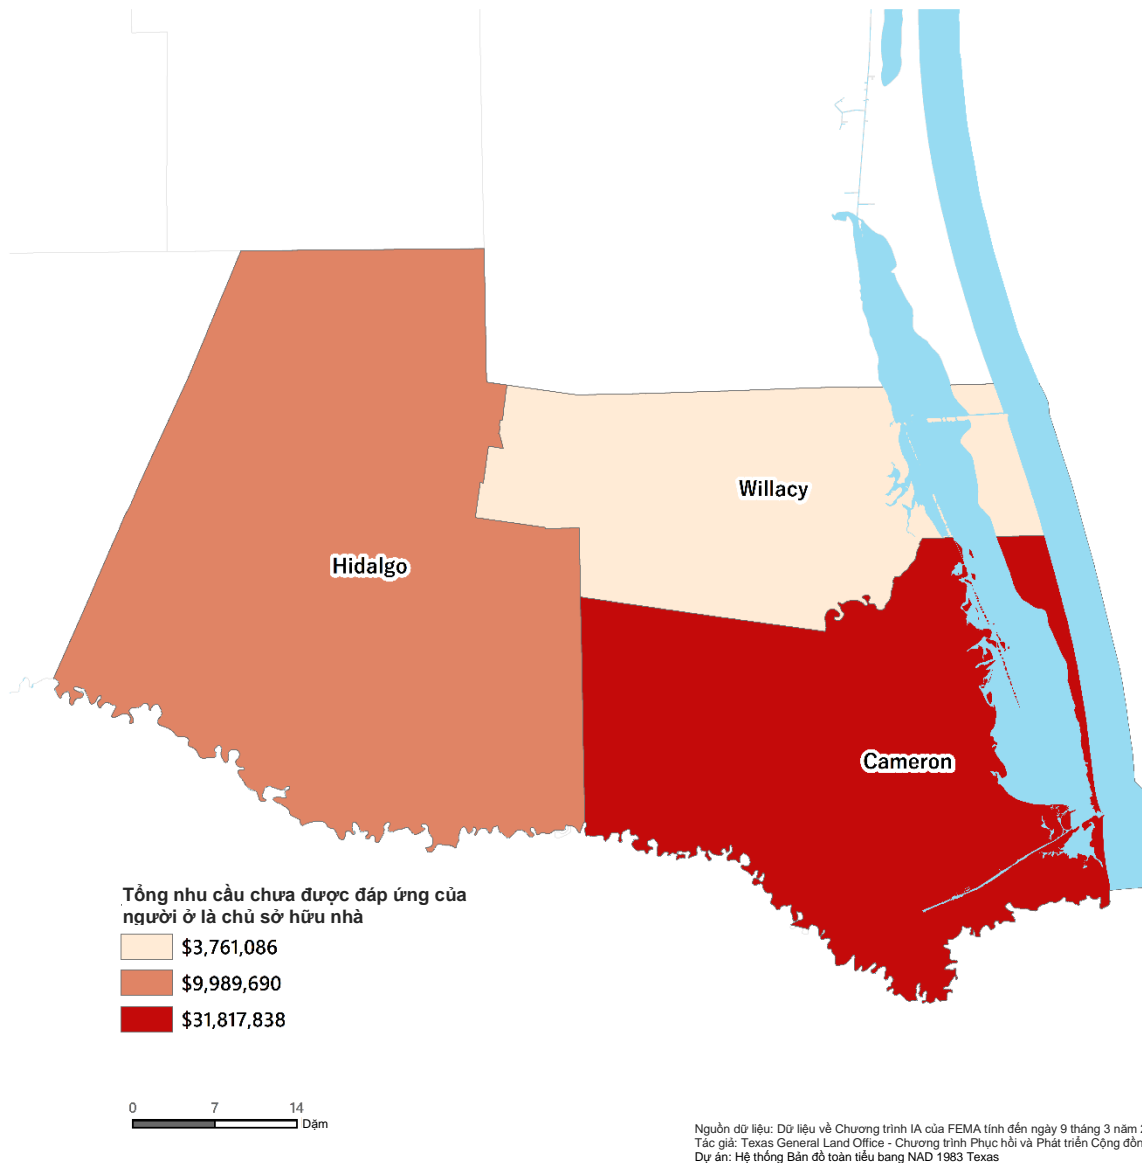 Willacy
Hidalgo
Cameron
Tổng nhu cầu chưa được đáp ứng của
người ở là chủ sở hữu nhà
$3,761,086
$9,989,690
$31,817,838
0 7 14
Dặm
Nguồn dữ liệu: Dữ liệu về Chương trình IA của FEMA tính đến ngày 9 tháng 3 năm
Tác giả: Texas General Land Office - Chương trình Phục hồi và Phát triển Cộng đồn
Dự án: Hệ thống Bản đồ toàn tiểu bang NAD 1983 Texas